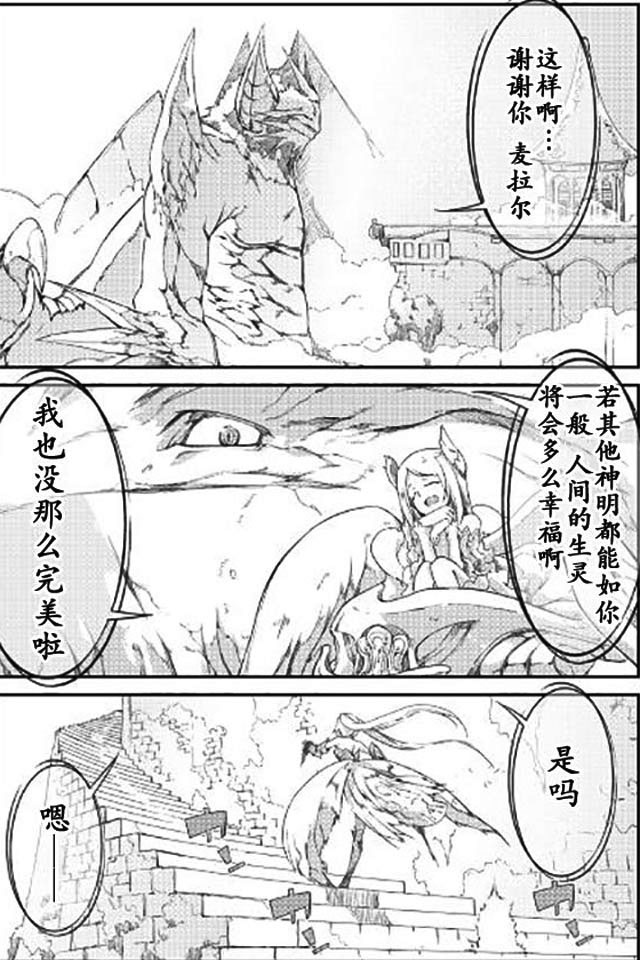 这样啊…
谢谢你 麦拉尔
若其他神明都能如你
一般 人间的生灵
将会多么幸福啊
我也没那么完美啦
是吗
嗯——